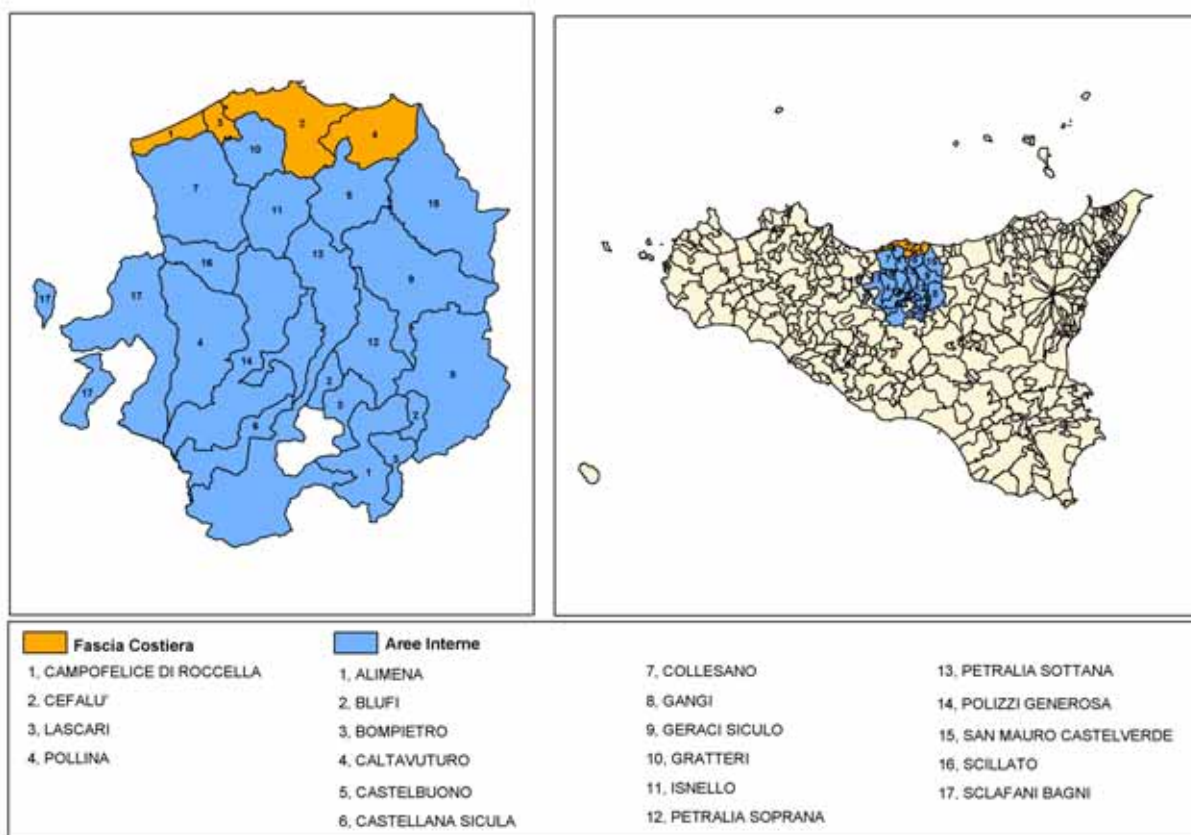 1
3
2
4
10
7
11
5
15
16
13
9
17
17
4
12
14
8
17
2
3
2
6
1
3
Fascia Costiera
1, CAMPOFELICE DI ROCCELLA
2, CEFALU'
3, LASCARI
4, POLLINA
Aree Interne
1, ALIMENA
2, BLUFI
3, BOMPIETRO
4, CALTAVUTURO
5, CASTELBUONO
6, CASTELLANA SICULA
7, COLLESANO
8, GANGI
9, GERACI SICULO
10, GRATTERI
11, ISNELLO
12, PETRALIA SOPRANA
13, PETRALIA SOTTANA
14, POLIZZI GENEROSA
15, SAN MAURO CASTELVERDE
16, SCILLATO
17, SCLAFANI BAGNI